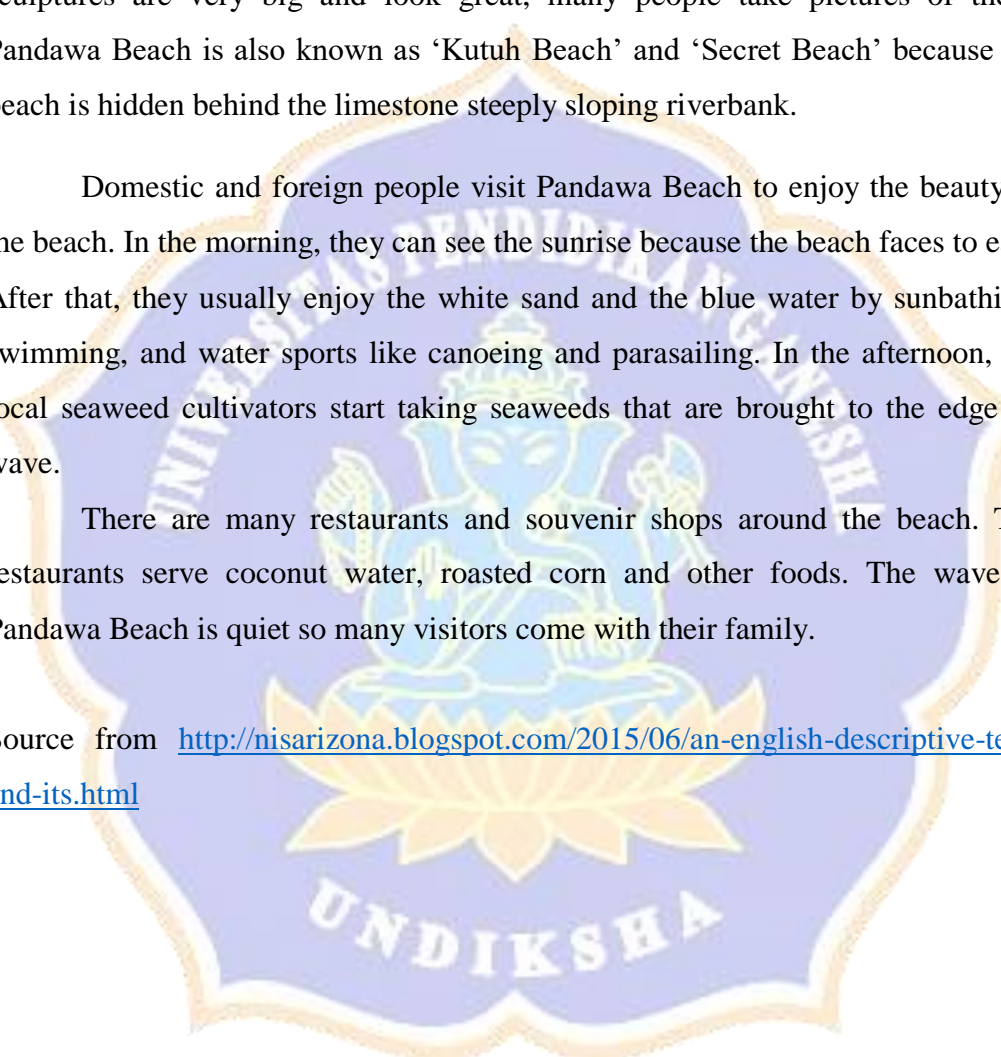 sculptures are very big and look great, many people take pictures of the
Pandawa Beach is also known as ‘Kutuh Beach’ and ‘Secret Beach’ because
beach is hidden behind the limestone steeply sloping riverbank.
Domestic and foreign people visit Pandawa Beach to enjoy the beauty
the beach. In the morning, they can see the sunrise because the beach faces to e
After that, they usually enjoy the white sand and the blue water by sunbathi
swimming, and water sports like canoeing and parasailing. In the afternoon,
local seaweed cultivators start taking seaweeds that are brought to the edge
wave.
There are many restaurants and souvenir shops around the beach. T
restaurants serve coconut water, roasted corn and other foods. The wave
Pandawa Beach is quiet so many visitors come with their family.
Source from http://nisarizona.blogspot.com/2015/06/an-english-descriptive-te
and-its.html
UNIVERSITAS PENDIDIKAN GANESHA
UNDIKSHA